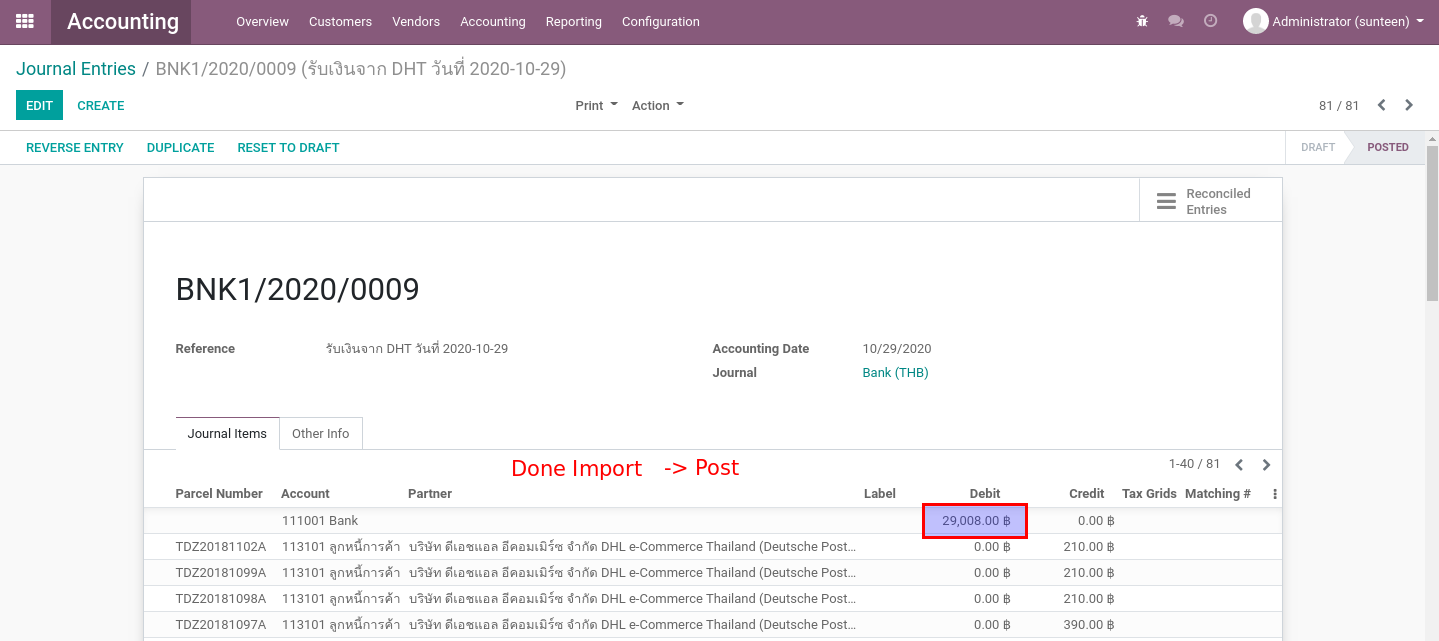 Accounting Overview Customers Vendors Accounting Reporting Configuration Administrator (sunteen)
Journal Entries / BNK1/2020/0009 (รับเงินจาก DHT วันที่ 2020-10-29)
EDIT CREATE Print Action 81 / 81
REVERSE ENTRY DUPLICATE RESET TO DRAFT DRAFT POSTED
Reconciled
Entries
BNK1/2020/0009
Reference รับเงินจาก DHT วันที่ 2020-10-29 Accounting Date 10/29/2020
Journal Bank (THB)
Journal Items Other Info
Done Import -> Post 1-40 / 81
Parcel Number Account Partner Label Debit Credit Tax Grids Matching #
111001 Bank 29,008.00 ฿ 0.00 ฿
TDZ20181102A 113101 ลูกหนี้การค้า บริษัท ดีเอชแอล อีคอมเมิร์ซ จำกัด DHL e-Commerce Thailand (Deutsche Post... 0.00 ฿ 210.00 ฿
TDZ20181099A 113101 ลูกหนี้การค้า บริษัท ดีเอชแอล อีคอมเมิร์ซ จำกัด DHL e-Commerce Thailand (Deutsche Post... 0.00 ฿ 210.00 ฿
TDZ20181098A 113101 ลูกหนี้การค้า บริษัท ดีเอชแอล อีคอมเมิร์ซ จำกัด DHL e-Commerce Thailand (Deutsche Post... 0.00 ฿ 210.00 ฿
TDZ20181097A 113101 ลูกหนี้การค้า บริษัท ดีเอชแอล อีคอมเมิร์ซ จำกัด DHL e-Commerce Thailand (Deutsche Post... 0.00 ฿ 390.00 ฿